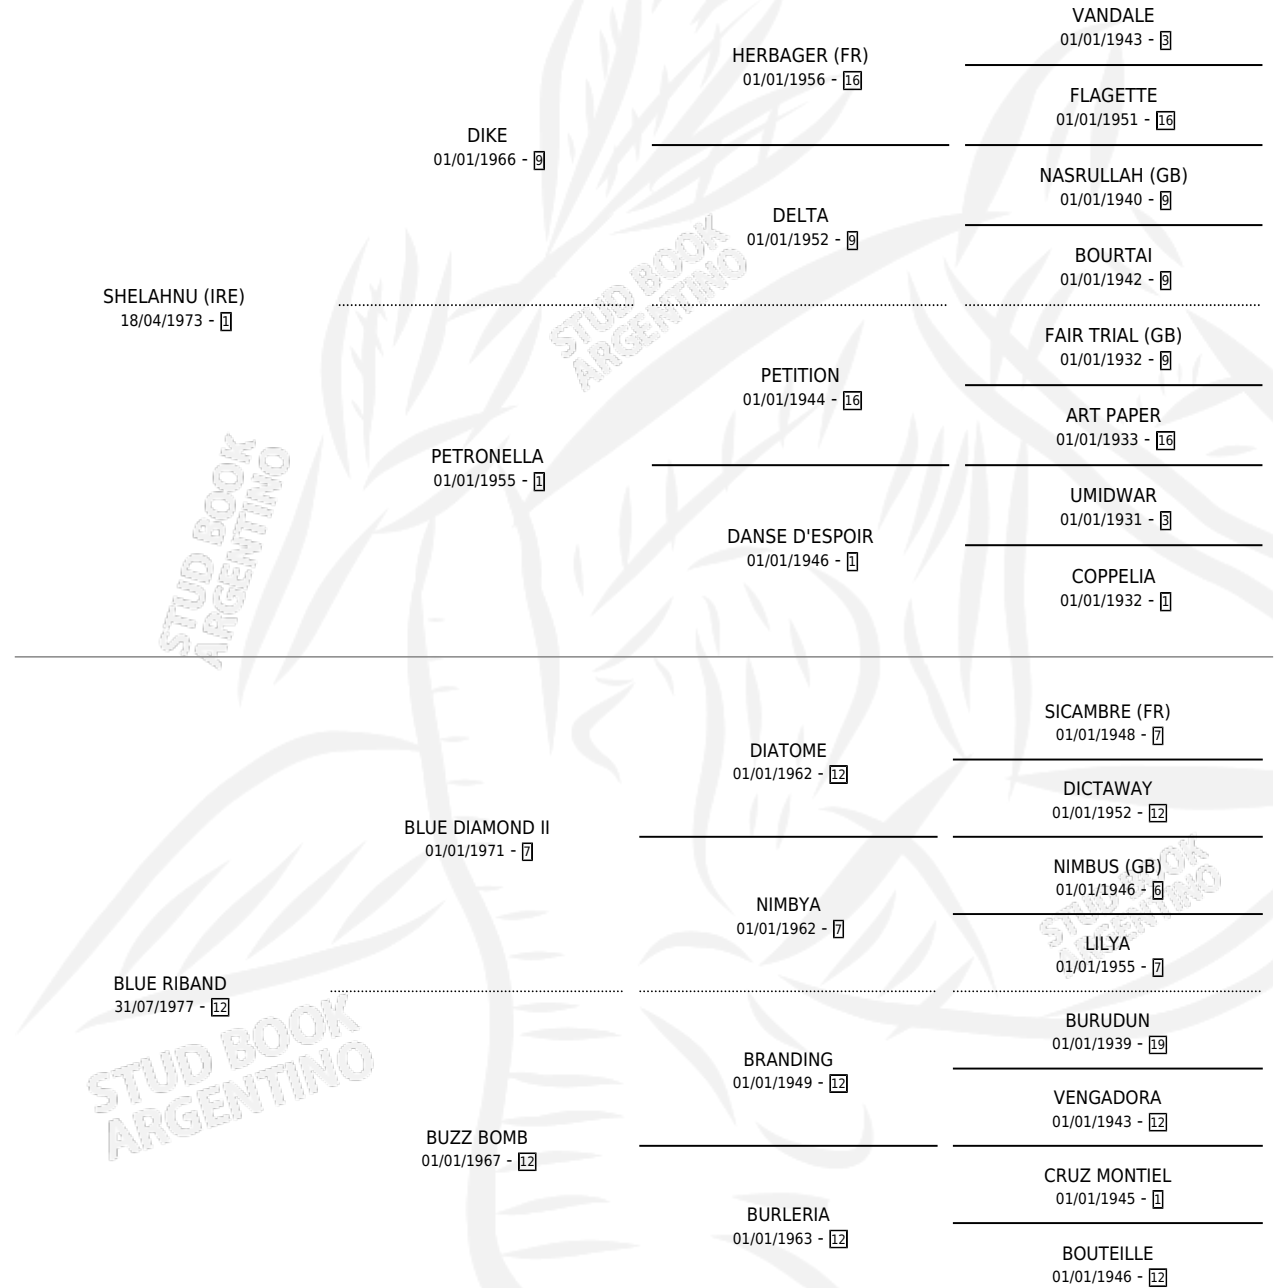 VANDALE
01/01/1943 - 3
HERBAGER (FR)
01/01/1956 - 16
FLAGETTE
01/01/1951 - 16
DIKE
01/01/1966 - 9
NASRULLAH (GB)
01/01/1940 - 9
DELTA
01/01/1952 - 9
BOURTAI
01/01/1942 - 9
SHELAHNU (IRE)
18/04/1973 - 1
FAIR TRIAL (GB)
01/01/1932 - 9
PETITION
01/01/1944 - 16
ART PAPER
01/01/1933 - 16
PETRONELLA
01/01/1955 - 1
UMIDWAR
01/01/1931 - 3
DANSE D'ESPOIR
01/01/1946 - 1
COPPELIA
01/01/1932 - 1
STUD BOOK
ARGENTINO
STUD BOOK
ARGENTINO
SICAMBRE (FR)
01/01/1948 - 7
DIATOME
01/01/1962 - 12
DICTAWAY
01/01/1952 - 12
BLUE DIAMOND II
01/01/1971 - 7
NIMBUS (GB)
01/01/1946 - 6
NIMBYA
01/01/1962 - 7
LILYA
01/01/1955 - 7
BLUE RIBAND
31/07/1977 - 12
BURUDUN
01/01/1939 - 19
BRANDING
01/01/1949 - 12
VENGADORA
01/01/1943 - 12
BUZZ BOMB
01/01/1967 - 12
CRUZ MONTIEL
01/01/1945 - 1
BURLERIA
01/01/1963 - 12
BOUTEILLE
01/01/1946 - 12
STUD BOOK
ARGENTINO
STUD BOOK
ARGENTINO